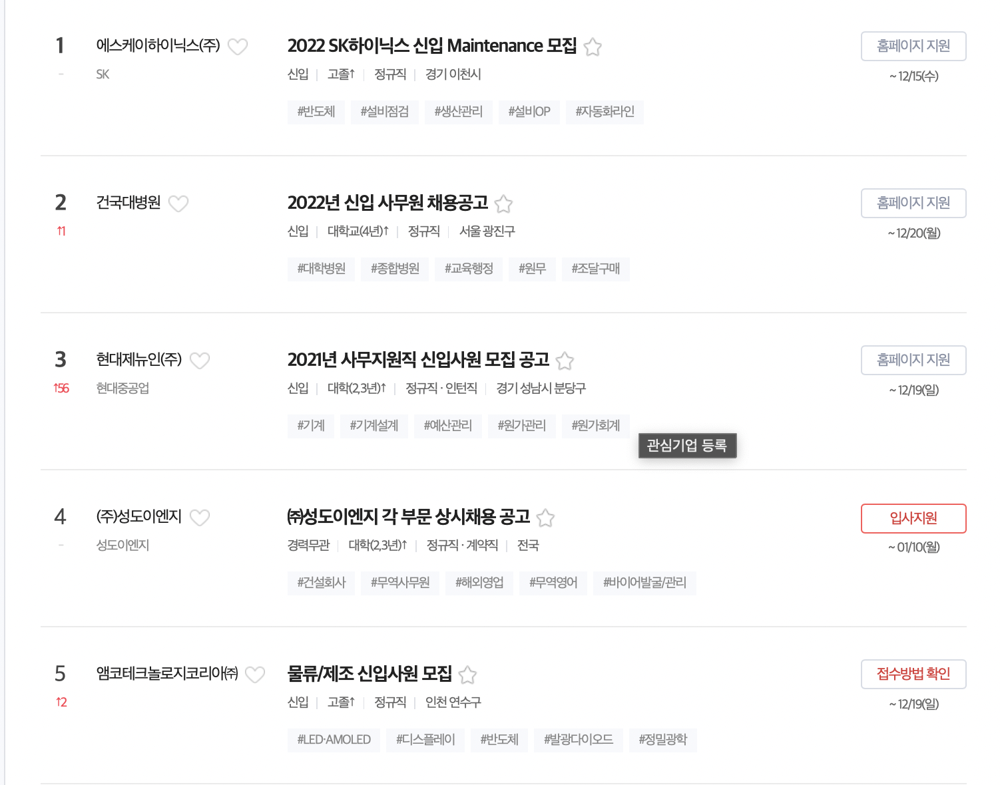 1
에스케이하이닉스(주)
2022 SK하이닉스 신입 Maintenance 모집
홈페이지 지원
-
SK
신입 | 고졸↑ | 정규직 | 경기 이천시
~ 12/15(수)
#반도체 #설비점검 #생산관리 #설비OP #자동화라인
2
건국대병원
2022년 신입 사무원 채용공고
홈페이지 지원
↑1
신입 | 대학교(4년)↑ | 정규직 | 서울 광진구
~ 12/20(월)
#대학병원 #종합병원 #교육행정 #원무 #조달구매
3
현대제뉴인(주)
2021년 사무지원직 신입사원 모집 공고
홈페이지 지원
↑56
현대중공업
신입 | 대학(2,3년)↑ | 정규직 · 인턴직 | 경기 성남시 분당구
~ 12/19(일)
#기계 #기계설계 #예산관리 #원가관리 #원가회계
관심기업 등록
4
(주)성도이엔지
㈜성도이엔지 각 부문 상시채용 공고
입사지원
-
성도이엔지
경력무관 | 대학(2,3년)↑ | 정규직 · 계약직 | 전국
~ 01/10(월)
#건설회사 #무역사무원 #해외영업 #무역영어 #바이어발굴/관리
5
앰코테크놀로지코리아㈜
물류/제조 신입사원 모집
접수방법 확인
↑2
신입 | 고졸↑ | 정규직 | 인천 연수구
~ 12/19(일)
#LED·AMOLED #디스플레이 #반도체 #발광다이오드 #정밀광학